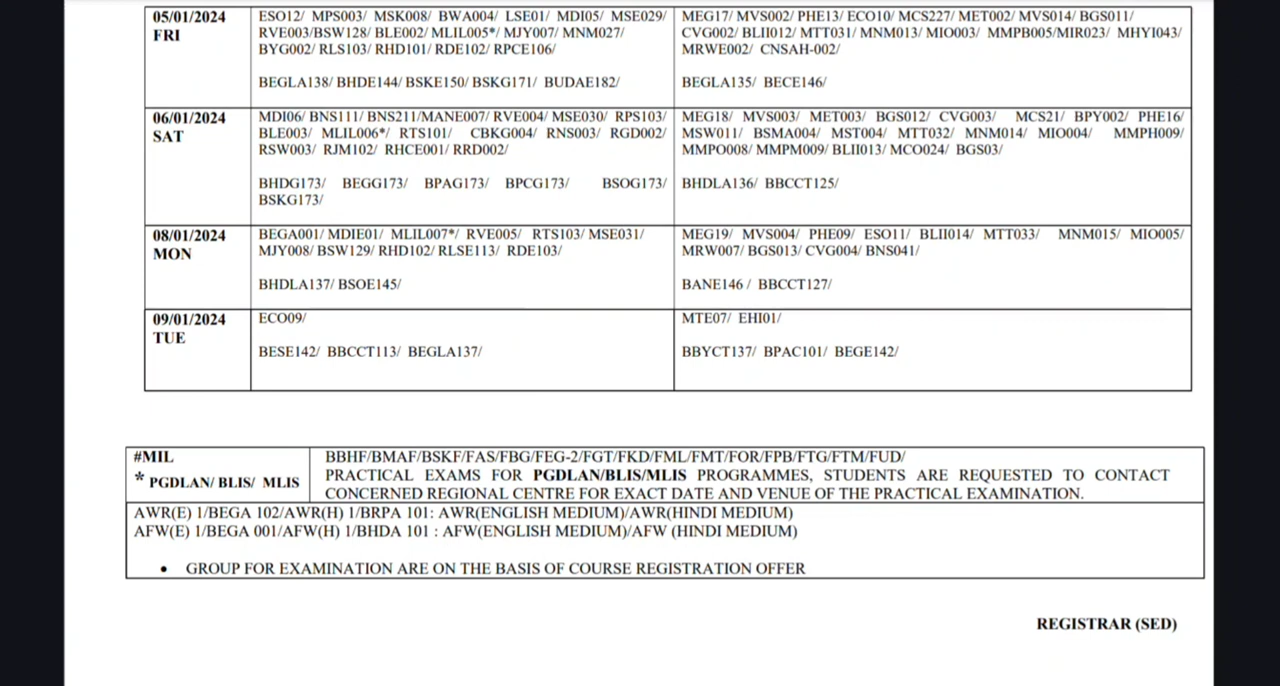 05/01/2024
FRI
ESO12/ MPS003/ MSK008/ BWA004/ LSE01/ MDI05/ MSE029/
RVE003/BSW128/ BLE002/ MLIL005*/ MJY007/ MNM027/
BYG002/ RLS103/ RHD101/ RDE102/ RPCE106/
BEGLA138/ BHDE144/ BSKE150/ BSKG171/ BUDAE182/
MEG17/ MVS002/ PHE13/ ECO10/ MCS227/ MET002/ MVS014/ BGS011/
CVG002/ BLII012/ MTT031/ MNM013/ MIO003/ MMPB005/MIR023/ MHYI043/
MRWE002/ CNSAH-002/
BEGLA135/ BECE146/
06/01/2024
SAT
MDI06/ BNS111/ BNS211/MANE007/ RVE004/ MSE030/ RPS103/
BLE003/ MLIL006*/ RTS101/ CBKG004/ RNS003/ RGD002/
RSW003/ RJM102/ RHCE001/ RRD002/
BHDG173/ BEGG173/ BPAG173/ BPCG173/ BSOG173/
BSKG173/
MEG18/ MVS003/ MET003/ BGS012/ CVG003/ MCS21/ BPY002/ PHE16/
MSW011/ BSMA004/ MST004/ MTT032/ MNM014/ MIO004/ MMPH009/
MMPO008/ MMPM009/ BLII013/ MCO024/ BGS03/
BHDLA136/ BBCCT125/
08/01/2024
MON
BEGA001/ MDIE01/ MLIL007*/ RVE005/ RTS103/ MSE031/
MJY008/ BSW129/ RHD102/ RLSE113/ RDE103/
BHDLA137/ BSOE145/
MEG19/ MVS004/ PHE09/ ESO11/ BLII014/ MTT033/ MNM015/ MIO005/
MRW007/ BGS013/ CVG004/ BNS041/
BANE146 / BBCCT127/
09/01/2024
TUE
ECO09/
BESE142/ BBCCT113/ BEGLA137/
MTE07/ EHI01/
BBYCT137/ BPAC101/ BEGE142/
#MIL
* PGDLAN/ BLIS/ MLIS
BBHF/BMAF/BSKF/FAS/FBG/FEG-2/FGT/FKD/FML/FMT/FOR/FPB/FTG/FTM/FUD/
PRACTICAL EXAMS FOR PGDLAN/BLIS/MLIS PROGRAMMES, STUDENTS ARE REQUESTED TO CONTACT
CONCERNED REGIONAL CENTRE FOR EXACT DATE AND VENUE OF THE PRACTICAL EXAMINATION.
AWR(E) 1/BEGA 102/AWR(H) 1/BRPA 101: AWR(ENGLISH MEDIUM)/AWR(HINDI MEDIUM)
AFW(E) 1/BEGA 001/AFW(H) 1/BHDA 101 : AFW(ENGLISH MEDIUM)/AFW (HINDI MEDIUM)
• GROUP FOR EXAMINATION ARE ON THE BASIS OF COURSE REGISTRATION OFFER
REGISTRAR (SED)